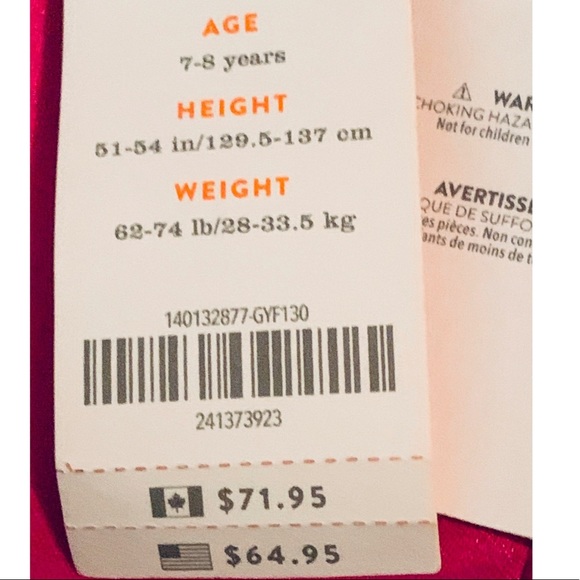 AGE
7-8 years
HEIGHT
51-54 in/129.5-137 cm
WEIGHT
62-74 lb/28-33.5 kg
140132877-GYF130
241373923
$71.95
$64.95
WAR
CHOKING HAZA
Not for children
AVERTISSE
QUE DE SUFFO
es pièces. Non con
ants de moins de t